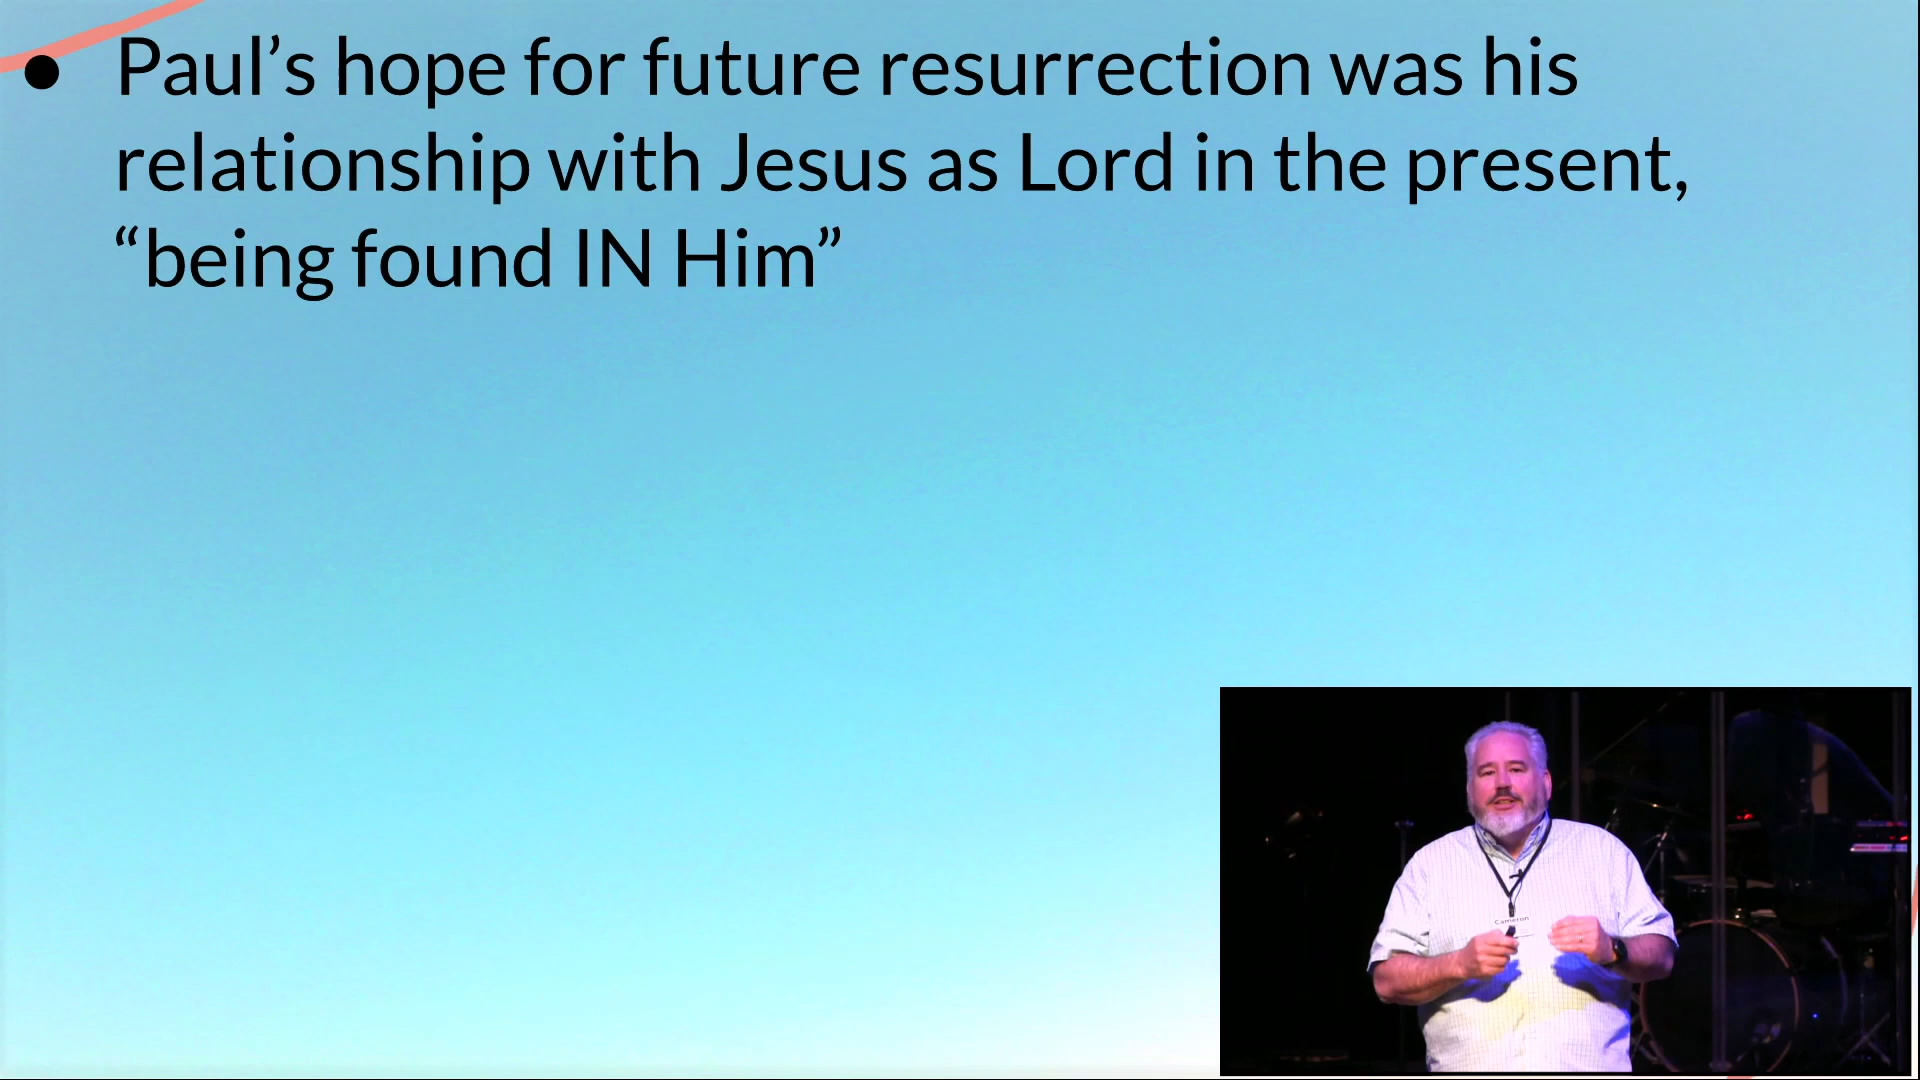 • Paul’s hope for future resurrection was his
relationship with Jesus as Lord in the present,
“being found IN Him”
Cameron